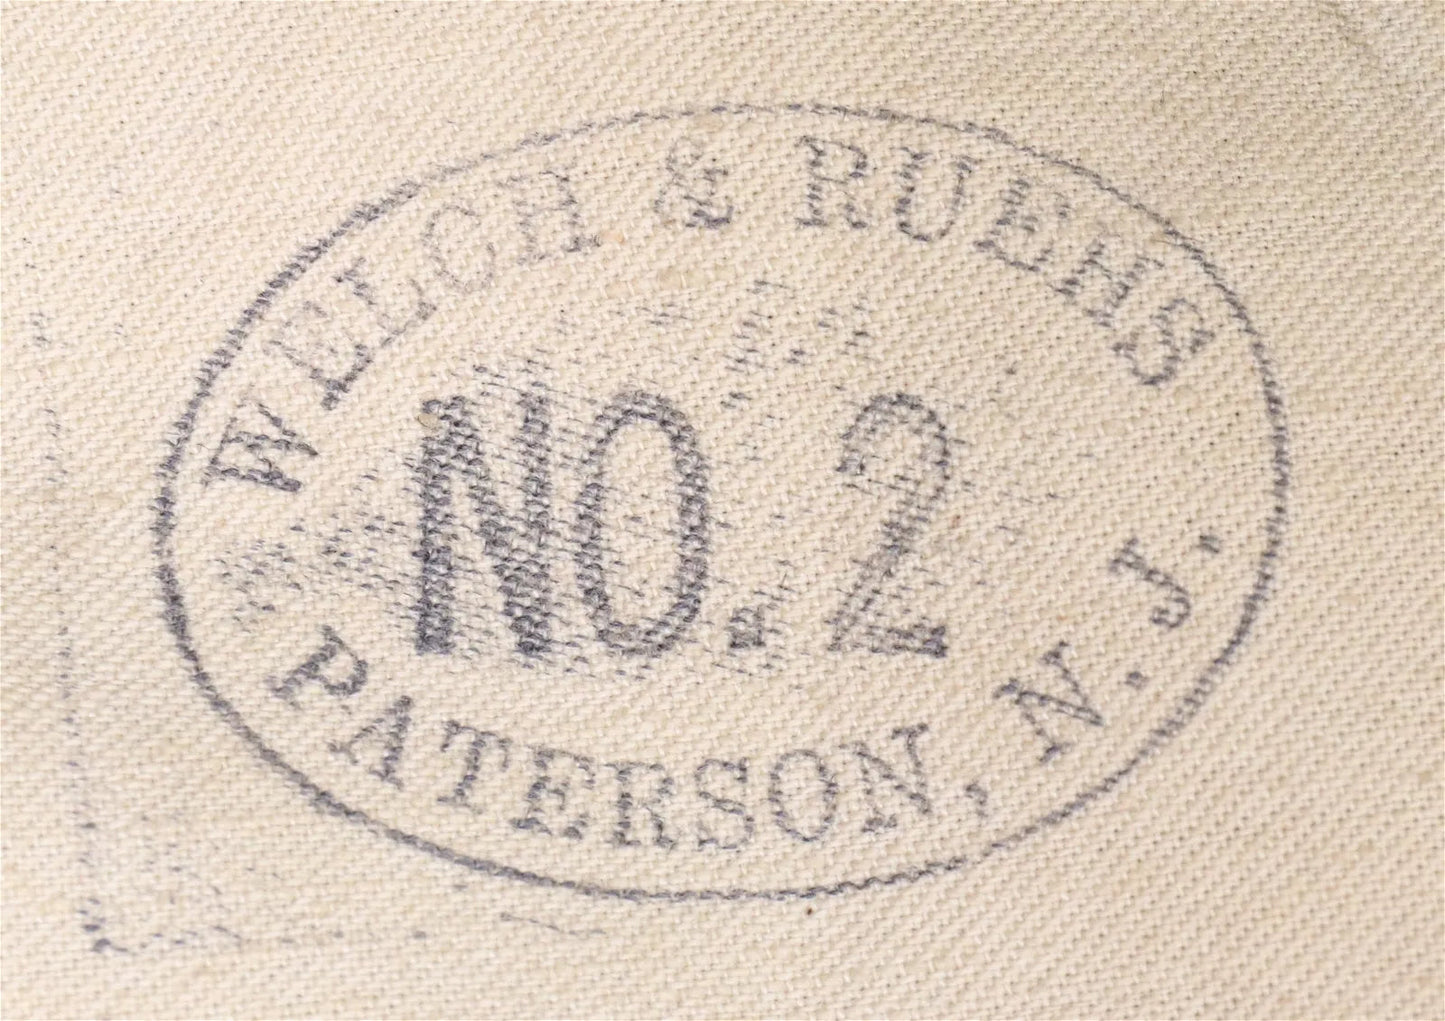 WELCH & RUEHS
NO. 2
PATERSON, N. J.